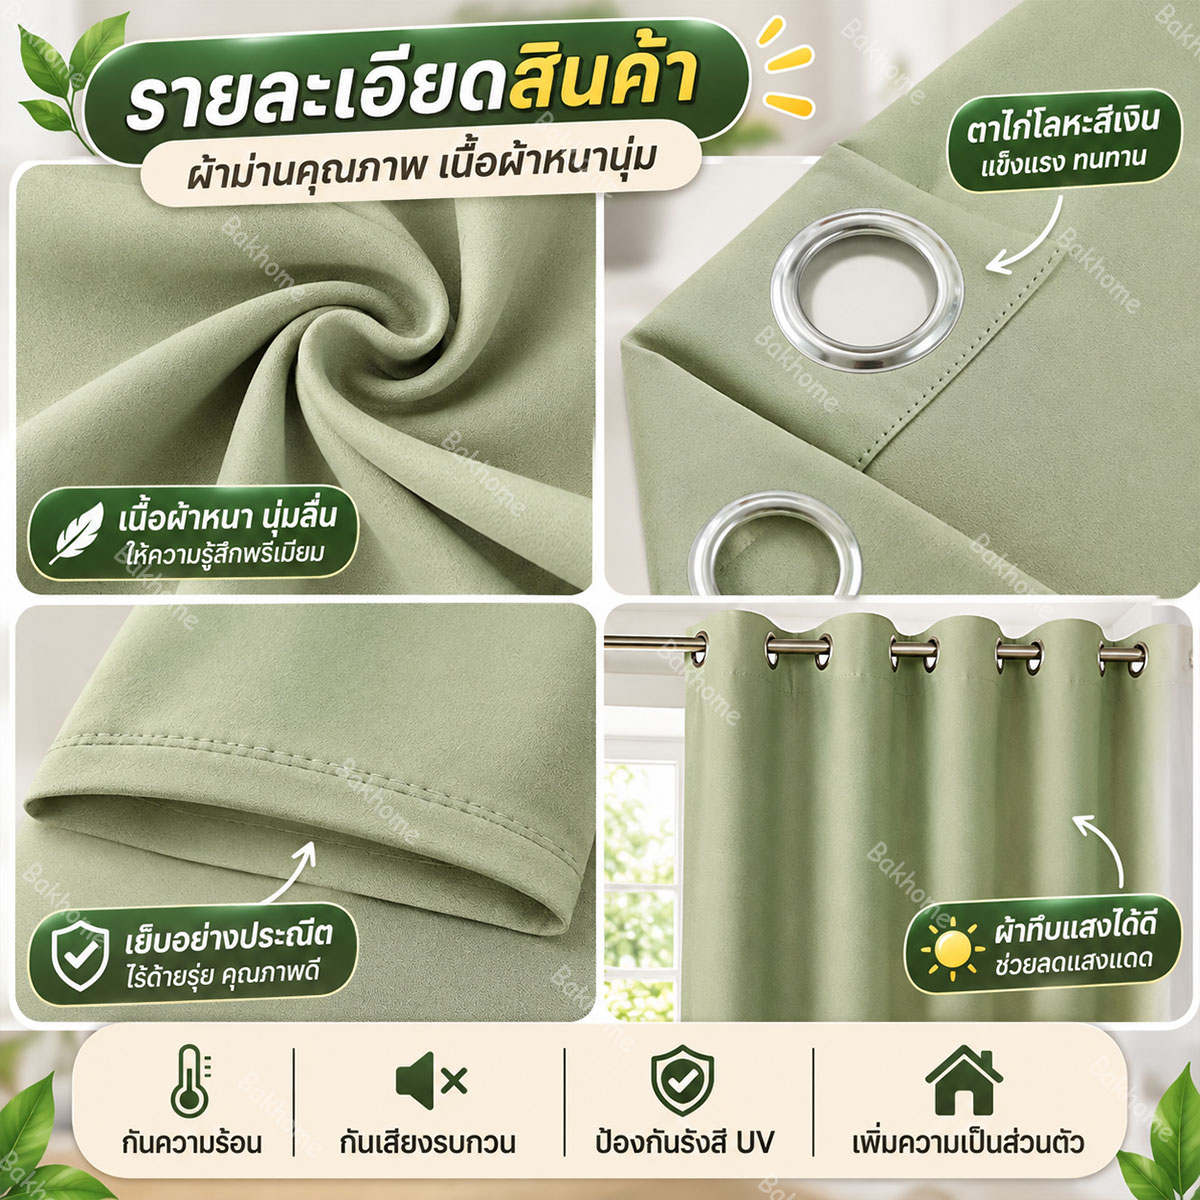 รายละเอียดสินค้า
ผ้าม่านคุณภาพ เนื้อผ้าหนานุ่ม
ตาไก่โลหะสีเงิน
แข็งแรง ทนทาน
เนื้อผ้าหนา นุ่มลื่น
ให้ความรู้สึกพรีเมียม
เย็บอย่างประณีต
ไร้ด้ายรุ่ย คุณภาพดี
ผ้าทึบแสงได้ดี
ช่วยลดแสงแดด
กันความร้อน
กันเสียงรบกวน
ป้องกันรังสี UV
เพิ่มความเป็นส่วนตัว
Bakhome